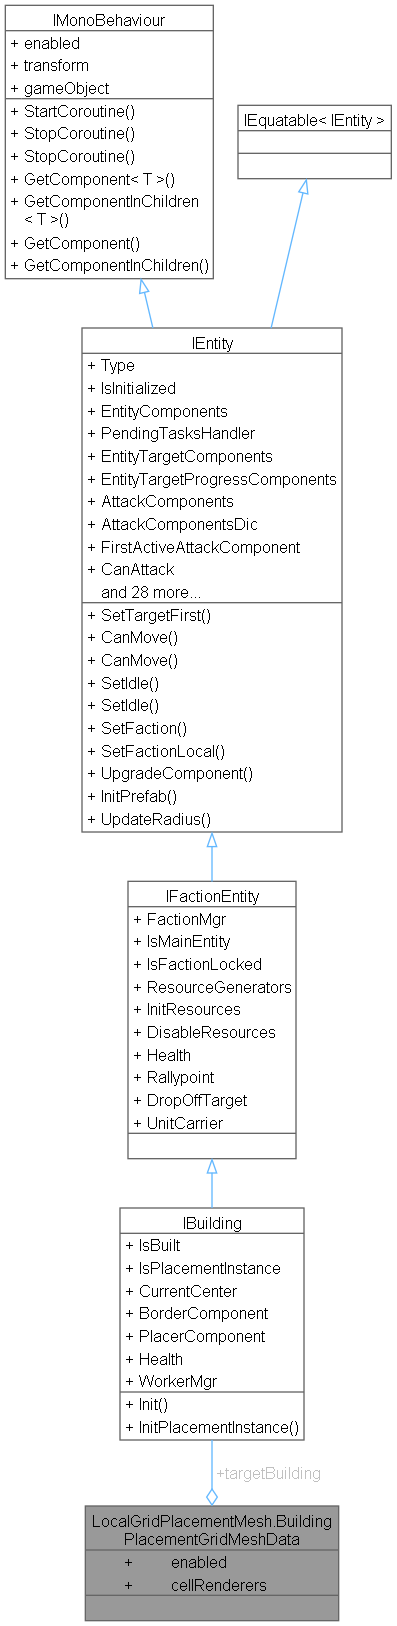 IMonoBehaviour
+ enabled
+ transform
+ gameObject
+ StartCoroutine()
+ StopCoroutine()
+ StopCoroutine()
+ GetComponent< T >()
+ GetComponentInChildren
< T >()
+ GetComponent()
+ GetComponentInChildren()
IEquatable< IEntity >
IEntity
+ Type
+ IsInitialized
+ EntityComponents
+ PendingTasksHandler
+ EntityTargetComponents
+ EntityTargetProgressComponents
+ AttackComponents
+ AttackComponentsDic
+ FirstActiveAttackComponent
+ CanAttack
and 28 more...
+ SetTargetFirst()
+ CanMove()
+ CanMove()
+ SetIdle()
+ SetIdle()
+ SetFaction()
+ SetFactionLocal()
+ UpgradeComponent()
+ InitPrefab()
+ UpdateRadius()
IFactionEntity
+ FactionMgr
+ IsMainEntity
+ IsFactionLocked
+ ResourceGenerators
+ InitResources
+ DisableResources
+ Health
+ Rallypoint
+ DropOffTarget
+ UnitCarrier
IBuilding
+ IsBuilt
+ IsPlacementInstance
+ CurrentCenter
+ BorderComponent
+ PlacerComponent
+ Health
+ WorkerMgr
+ Init()
+ InitPlacementInstance()
+targetBuilding
LocalGridPlacementMesh.Building
PlacementGridMeshData
+ enabled
+ cellRenderers